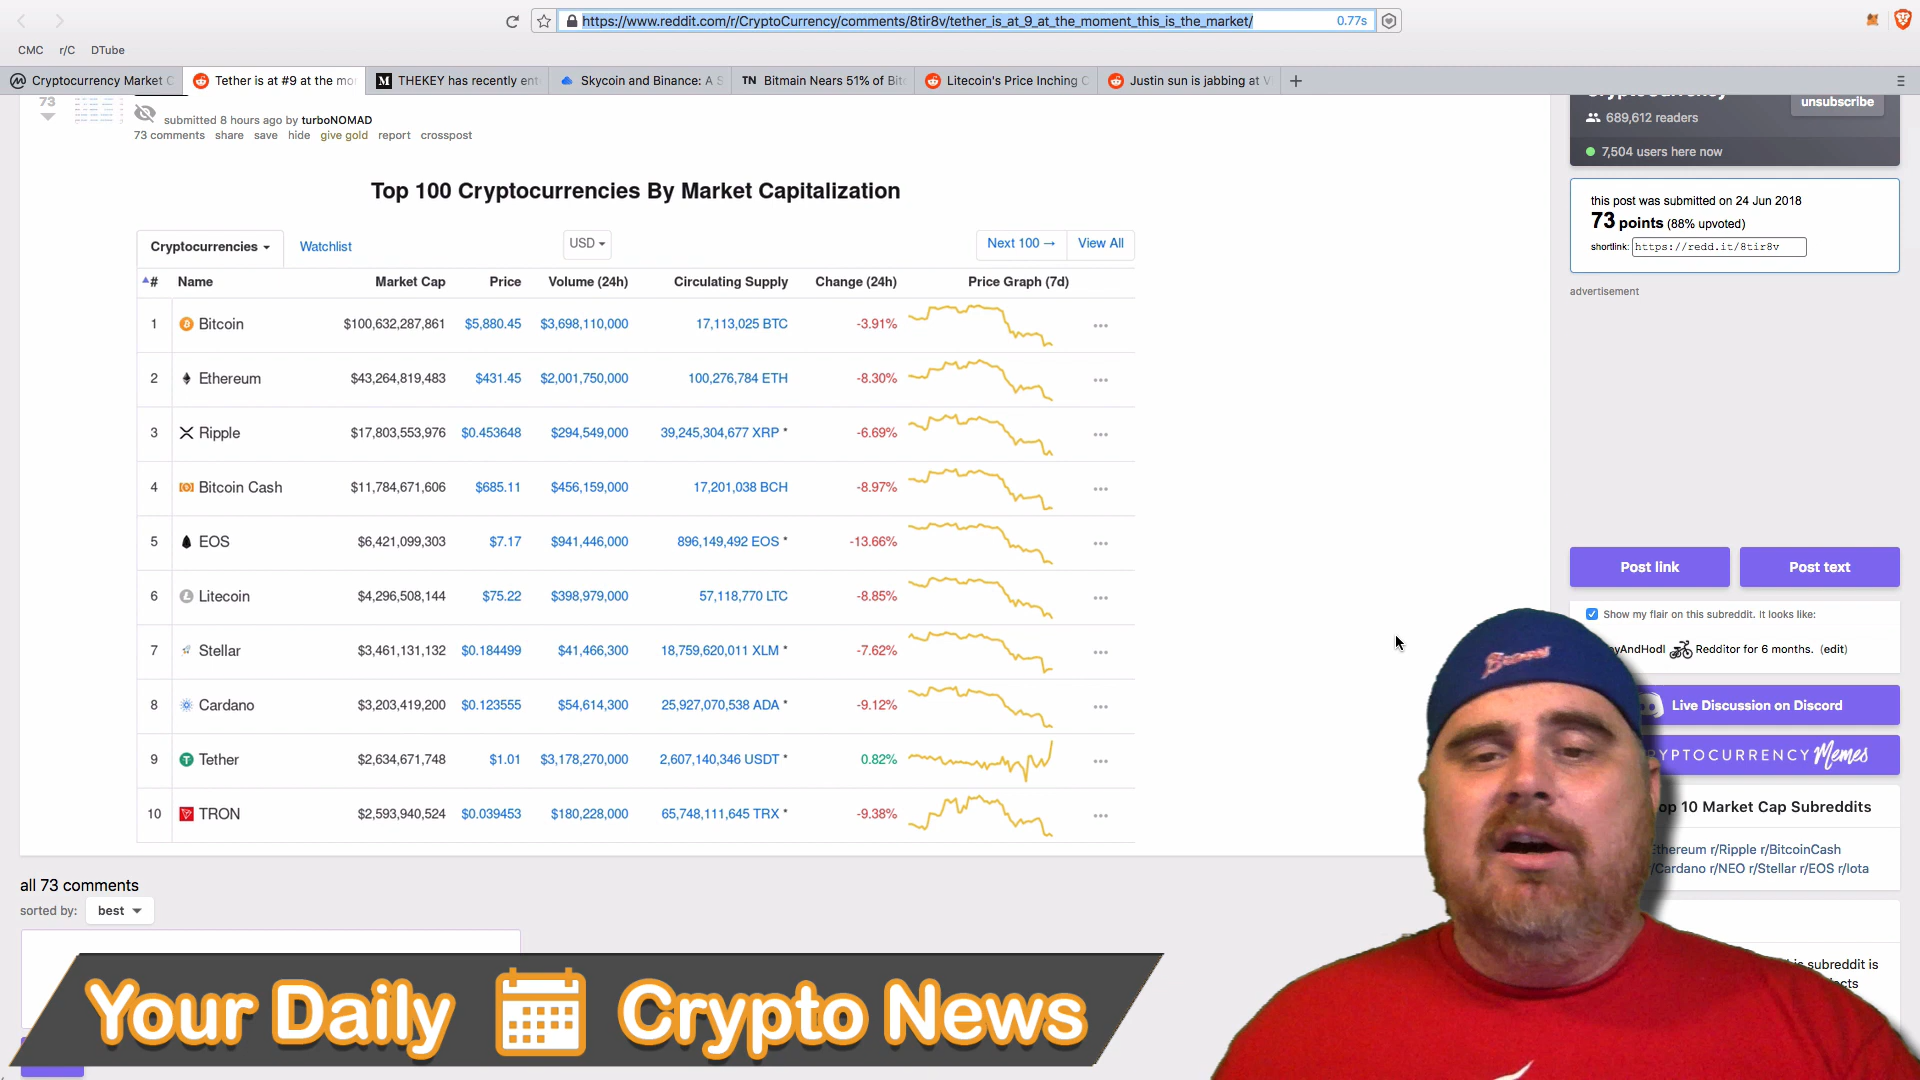 https://www.reddit.com/r/CryptoCurrency/comments/8tir8v/tether_is_at_9_at_the_moment_this_is_the_market/ 0.77s
CMC r/C DTube
Cryptocurrency Market C Tether is at #9 at the mo THEKEY has recently ent Skycoin and Binance: A S TN Bitmain Nears 51% of Bit Litecoin's Price Inching C Justin sun is jabbing at V
73
submitted 8 hours ago by turboNOMAD
73 comments share save hide give gold report crosspost
CryptoCurrency
unsubscribe
689,612 readers
7,504 users here now
this post was submitted on 24 Jun 2018
73 points (88% upvoted)
shortlink: https://redd.it/8tir8v
advertisement
Top 100 Cryptocurrencies By Market Capitalization
Cryptocurrencies Watchlist USD Next 100 → View All
# Name Market Cap Price Volume (24h) Circulating Supply Change (24h) Price Graph (7d)
1 Bitcoin $100,632,287,861 $5,880.45 $3,698,110,000 17,113,025 BTC -3.91%
2 Ethereum $43,264,819,483 $431.45 $2,001,750,000 100,276,784 ETH -8.30%
3 Ripple $17,803,553,976 $0.453648 $294,549,000 39,245,304,677 XRP * -6.69%
4 Bitcoin Cash $11,784,671,606 $685.11 $456,159,000 17,201,038 BCH -8.97%
5 EOS $6,421,099,303 $7.17 $941,446,000 896,149,492 EOS * -13.66%
6 Litecoin $4,296,508,144 $75.22 $398,979,000 57,118,770 LTC -8.85%
7 Stellar $3,461,131,132 $0.184499 $41,466,300 18,759,620,011 XLM * -7.62%
8 Cardano $3,203,419,200 $0.123555 $54,614,300 25,927,070,538 ADA * -9.12%
9 Tether $2,634,671,748 $1.01 $3,178,270,000 2,607,140,346 USDT * 0.82%
10 TRON $2,593,940,524 $0.039453 $180,228,000 65,748,111,645 TRX * -9.38%
Post link Post text
Show my flair on this subreddit. It looks like:
yAndHodl Redditor for 6 months. (edit)
Live Discussion on Discord
YPTOCURRENCY Memes
op 10 Market Cap Subreddits
thereum r/Ripple r/BitcoinCash
/Cardano r/NEO r/Stellar r/EOS r/Iota
all 73 comments
sorted by: best
is subreddit is
Your Daily Crypto News